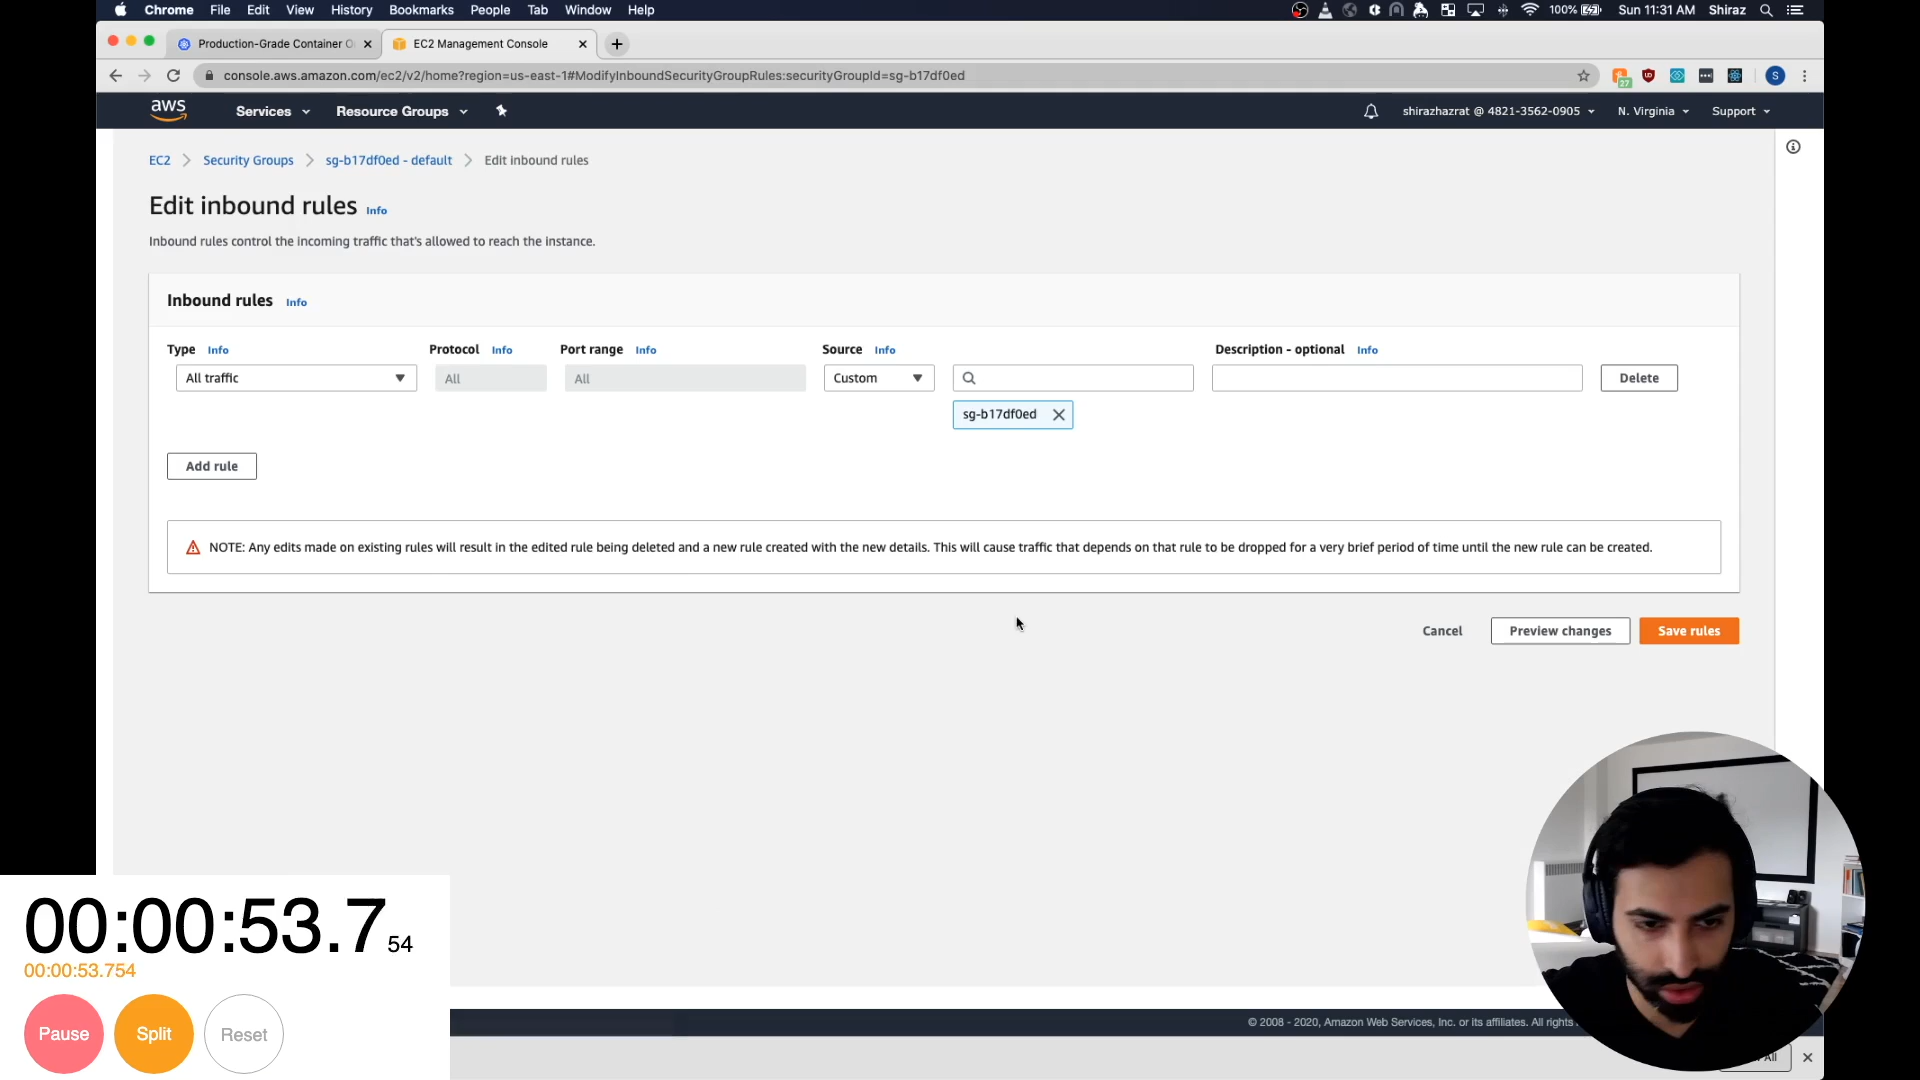 Chrome File Edit View History Bookmarks People Tab Window Help 100% Sun 11:31 AM Shiraz
Production-Grade Container O
EC2 Management Console
console.aws.amazon.com/ec2/v2/home?region=us-east-1#ModifyInboundSecurityGroupRules:securityGroupId=sg-b17df0ed
27
S
aws Services Resource Groups shirazhazrat @ 4821-3562-0905 N. Virginia Support
EC2 Security Groups sg-b17df0ed - default Edit inbound rules
Edit inbound rules Info
Inbound rules control the incoming traffic that's allowed to reach the instance.
Inbound rules Info
Type Info Protocol Info Port range Info Source Info Description - optional Info
All traffic All All Custom Delete
sg-b17df0ed
Add rule
NOTE: Any edits made on existing rules will result in the edited rule being deleted and a new rule created with the new details. This will cause traffic that depends on that rule to be dropped for a very brief period of time until the new rule can be created.
Cancel Preview changes Save rules
00:00:53.754
00:00:53.754
Pause Split Reset
© 2008 - 2020, Amazon Web Services, Inc. or its affiliates. All rights
All